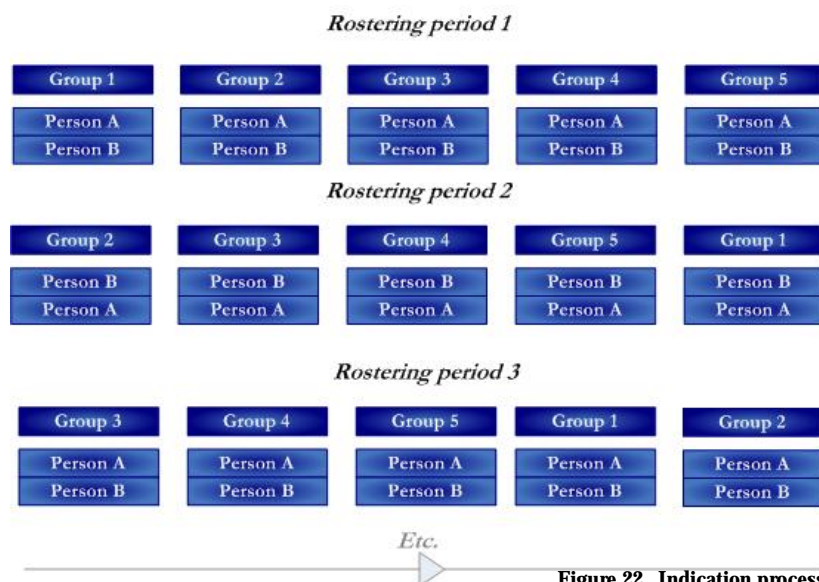 Rostering period 1
Group 1 Group 2 Group 3 Group 4 Group 5
Person A Person A Person A Person A Person A
Person B Person B Person B Person B Person B
Rostering period 2
Group 2 Group 3 Group 4 Group 5 Group 1
Person B Person B Person B Person B Person B
Person A Person A Person A Person A Person A
Rostering period 3
Group 3 Group 4 Group 5 Group 1 Group 2
Person A Person A Person A Person A Person A
Person B Person B Person B Person B Person B
Etc.
Figure 22 Indication process